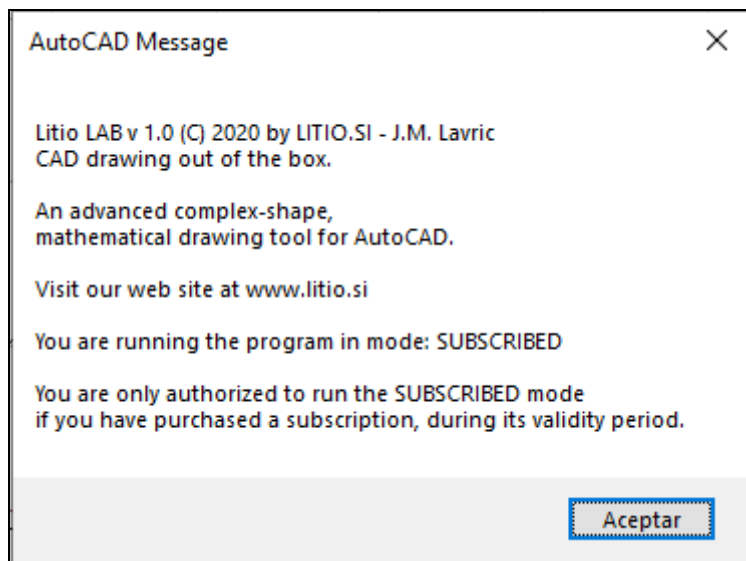 AutoCAD Message
Litio LAB v 1.0 (C) 2020 by LITIO.SI - J.M. Lavric
CAD drawing out of the box.
An advanced complex-shape,
mathematical drawing tool for AutoCAD.
Visit our web site at www.litio.si
You are running the program in mode: SUBSCRIBED
You are only authorized to run the SUBSCRIBED mode
if you have purchased a subscription, during its validity period.
Aceptar